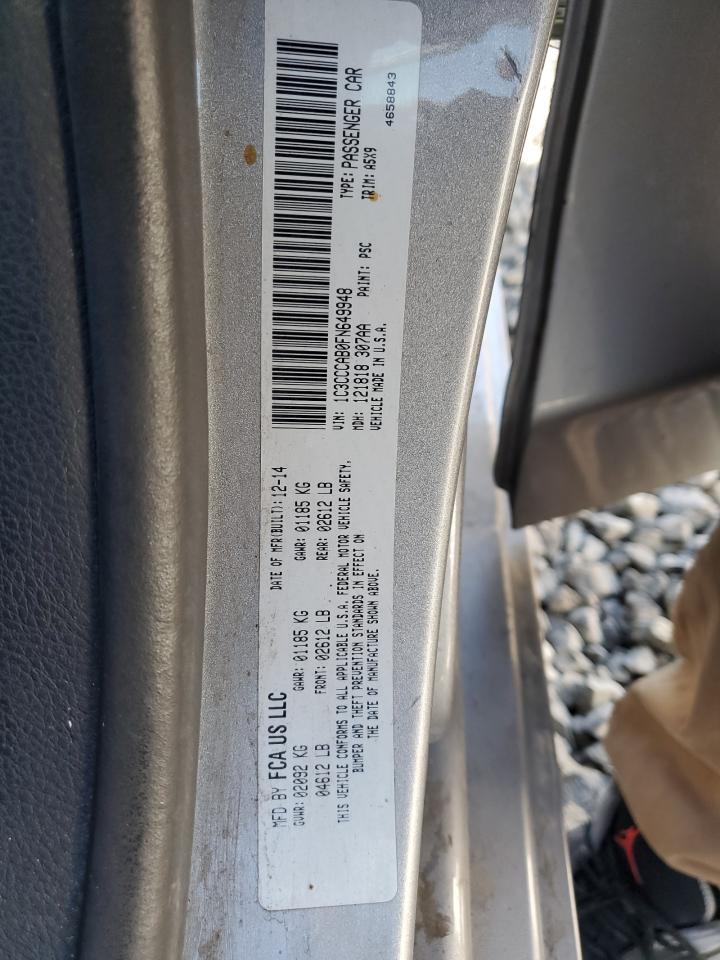 MFD BY FCA US LLC
DATE OF MFR(BUILT): 12-14
GVWR: 02092 KG
GAWR: 01185 KG
GAWR: 01185 KG
04612 LB
FRONT: 02612 LB
REAR: 02612 LB
THIS VEHICLE CONFORMS TO ALL APPLICABLE U.S.A. FEDERAL MOTOR VEHICLE SAFETY,
BUMPER AND THEFT PREVENTION STANDARDS IN EFFECT ON
THE DATE OF MANUFACTURE SHOWN ABOVE.
VIN: 1C3CCCAB0FN649948
TYPE: PASSENGER CAR
MDH: 121818 307AA
PAINT: PSC
TRIM: A5X9
VEHICLE MADE IN U.S.A.
4658843